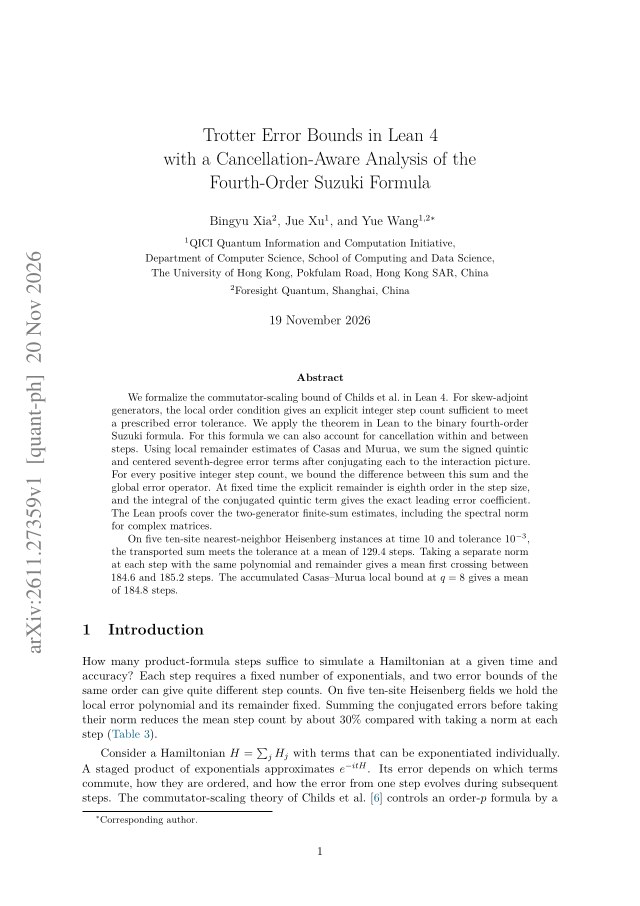 Trotter Error Bounds in Lean 4
with a Cancellation-Aware Analysis of the
Fourth-Order Suzuki Formula
Bingyu Xia², Jue Xu¹, and Yue Wang¹,²*
¹QICI Quantum Information and Computation Initiative,
Department of Computer Science, School of Computing and Data Science,
The University of Hong Kong, Pokfulam Road, Hong Kong SAR, China
²Foresight Quantum, Shanghai, China
19 November 2026
arXiv:2611.27359v1 [quant-ph] 20 Nov 2026
Abstract
We formalize the commutator-scaling bound of Childs et al. in Lean 4. For skew-adjoint
generators, the local order condition gives an explicit integer step count sufficient to meet
a prescribed error tolerance. We apply the theorem in Lean to the binary fourth-order
Suzuki formula. For this formula we can also account for cancellation within and between
steps. Using local remainder estimates of Casas and Murua, we sum the signed quintic
and centered seventh-degree error terms after conjugating each to the interaction picture.
For every positive integer step count, we bound the difference between this sum and the
global error operator. At fixed time the explicit remainder is eighth order in the step size,
and the integral of the conjugated quintic term gives the exact leading error coefficient.
The Lean proofs cover the two-generator finite-sum estimates, including the spectral norm
for complex matrices.
On five ten-site nearest-neighbor Heisenberg instances at time 10 and tolerance 10⁻³,
the transported sum meets the tolerance at a mean of 129.4 steps. Taking a separate norm
at each step with the same polynomial and remainder gives a mean first crossing between
184.6 and 185.2 steps. The accumulated Casas–Murua local bound at q = 8 gives a mean
of 184.8 steps.
1 Introduction
How many product-formula steps suffice to simulate a Hamiltonian at a given time and
accuracy? Each step requires a fixed number of exponentials, and two error bounds of the
same order can give quite different step counts. On five ten-site Heisenberg fields we hold the
local error polynomial and its remainder fixed. Summing the conjugated errors before taking
their norm reduces the mean step count by about 30% compared with taking a norm at each
step (Table 3).
Consider a Hamiltonian H = ∑ⱼ Hⱼ with terms that can be exponentiated individually.
A staged product of exponentials approximates e^{−itH}. Its error depends on which terms
commute, how they are ordered, and how the error from one step evolves during subsequent
steps. The commutator-scaling theory of Childs et al. [6] controls an order-p formula by a
*Corresponding author.
1